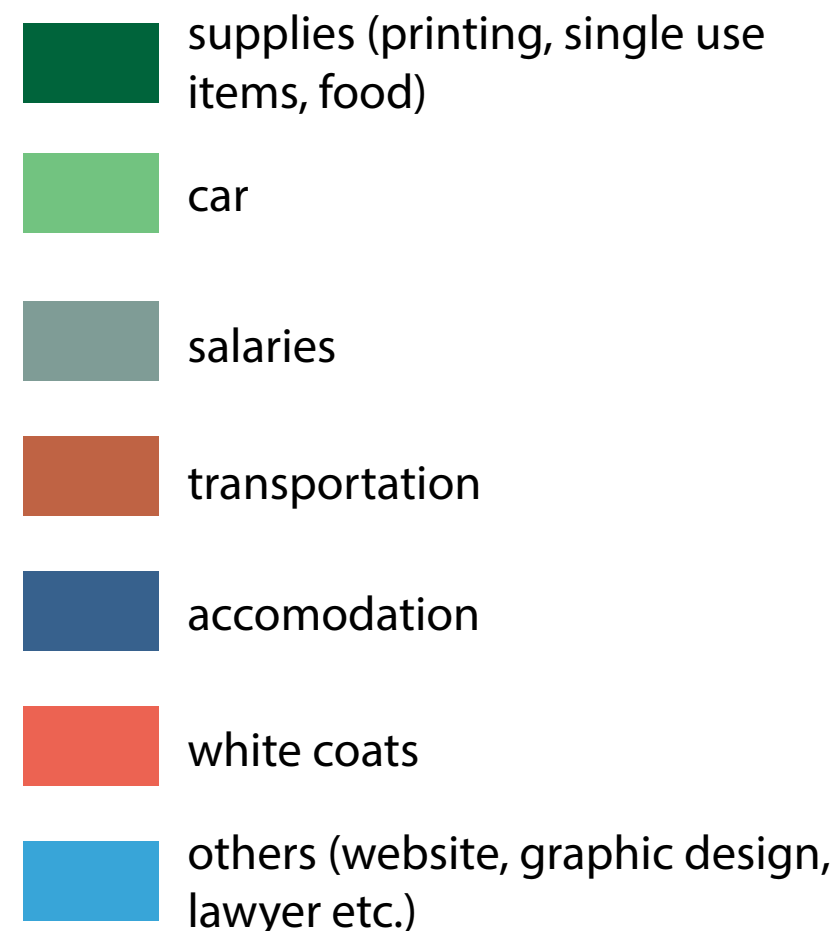 supplies (printing, single use
items, food)
car
salaries
transportation
accomodation
white coats
others (website, graphic design,
lawyer etc.)